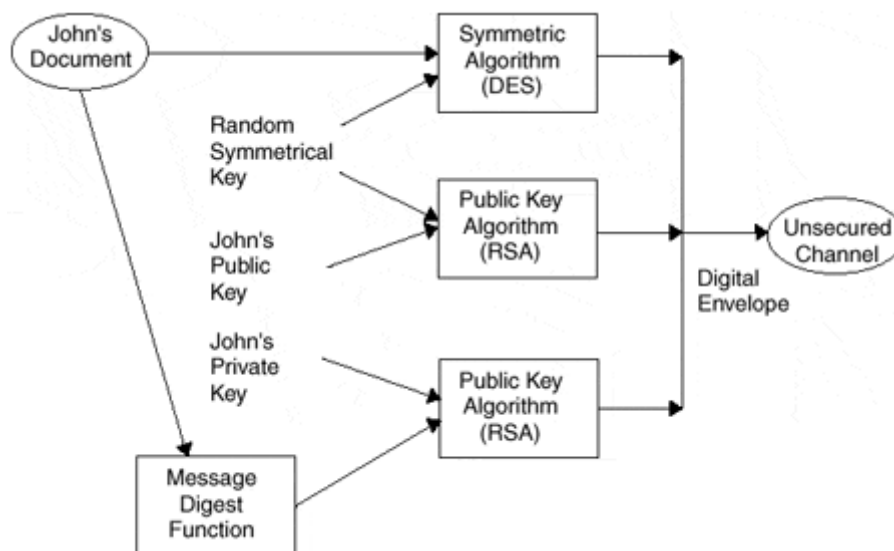 John's
Document
Symmetric
Algorithm
(DES)
Random
Symmetrical
Key
Public Key
Algorithm
(RSA)
John's
Public
Key
Unsecured
Channel
Digital
Envelope
John's
Private
Key
Public Key
Algorithm
(RSA)
Message
Digest
Function